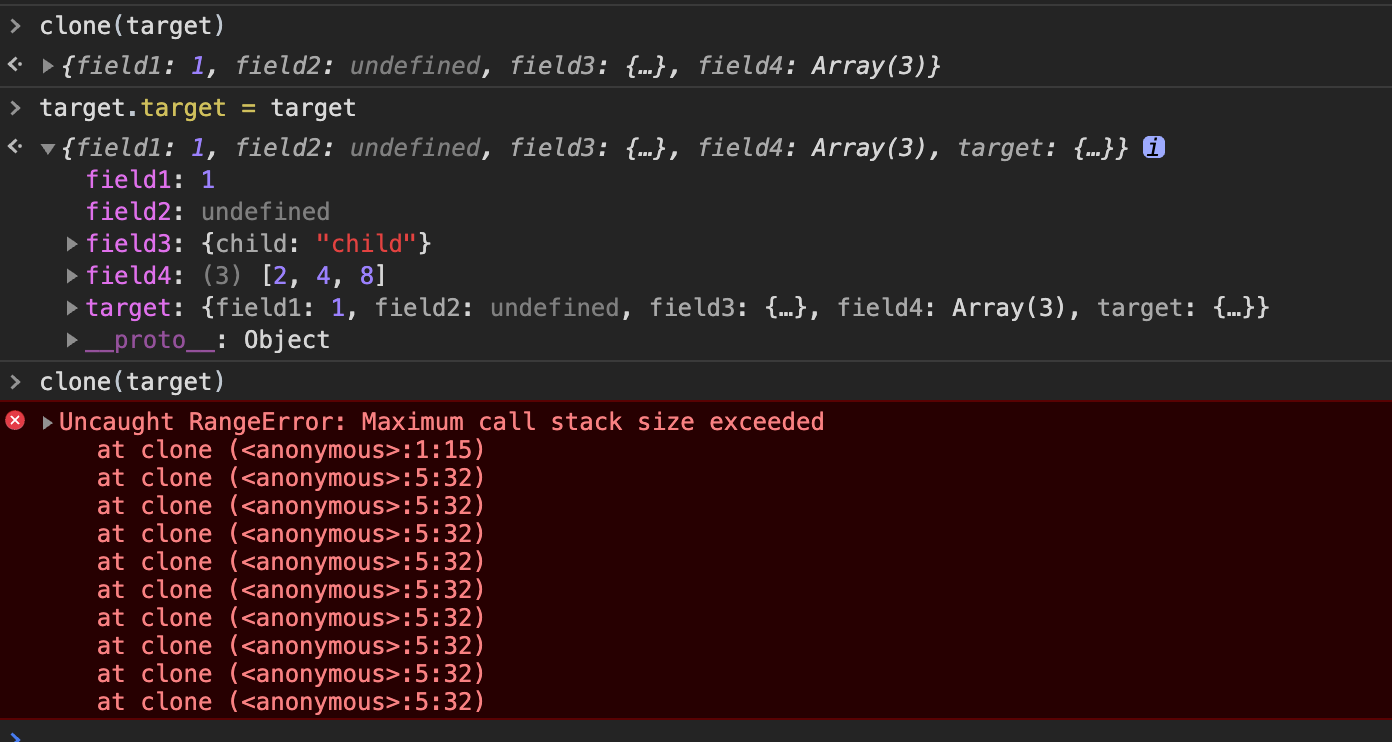 > clone(target)
<· ▶{field1: 1, field2: undefined, field3: {…}, field4: Array(3)}
> target.target = target
<· ▼{field1: 1, field2: undefined, field3: {…}, field4: Array(3), target: {…}} i
field1: 1
field2: undefined
▶field3: {child: "child"}
▶field4: (3) [2, 4, 8]
▶target: {field1: 1, field2: undefined, field3: {…}, field4: Array(3), target: {…}}
▶__proto__: Object
> clone(target)
▶Uncaught RangeError: Maximum call stack size exceeded
at clone (<anonymous>:1:15)
at clone (<anonymous>:5:32)
at clone (<anonymous>:5:32)
at clone (<anonymous>:5:32)
at clone (<anonymous>:5:32)
at clone (<anonymous>:5:32)
at clone (<anonymous>:5:32)
at clone (<anonymous>:5:32)
at clone (<anonymous>:5:32)
at clone (<anonymous>:5:32)
>